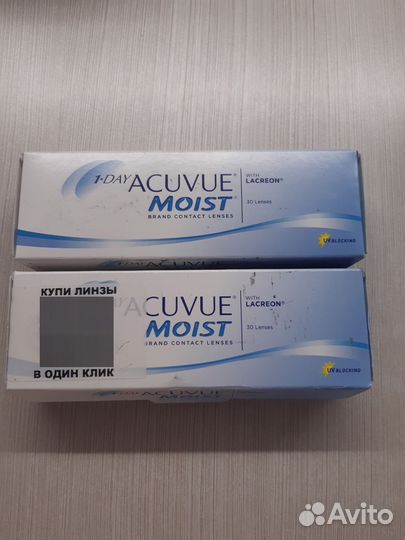 1·DAY ACUVUE®
MOIST®
BRAND CONTACT LENSES
WITH
LACREON®
30 Lenses
UV BLOCKING
КУПИ ЛИНЗЫ
В ОДИН КЛИК
ACUVUE®
MOIST®
BRAND CONTACT LENSES
WITH
LACREON®
30 Lenses
UV BLOCKING
Avito